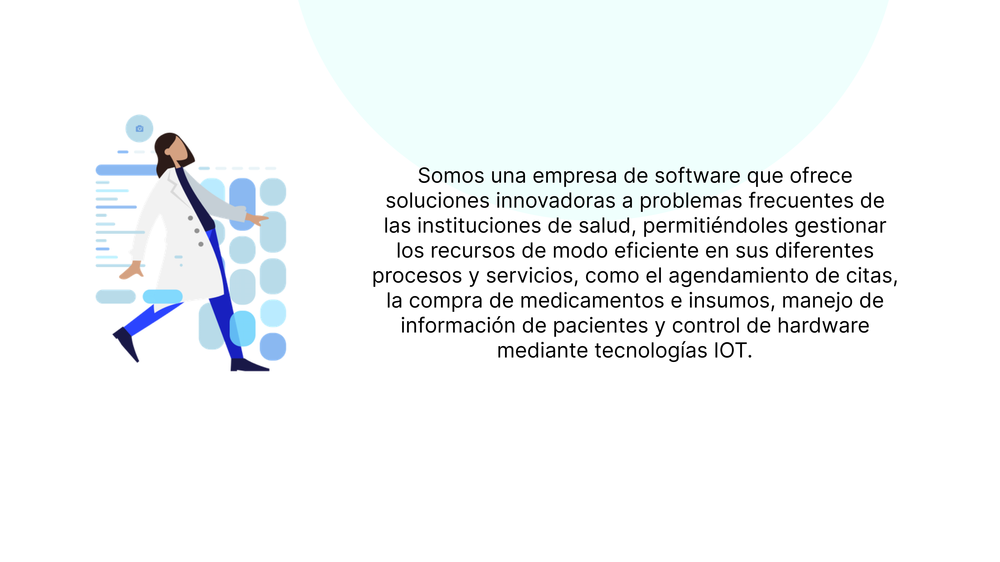 Somos una empresa de software que ofrece
soluciones innovadoras a problemas frecuentes de
las instituciones de salud, permitiéndoles gestionar
los recursos de modo eficiente en sus diferentes
procesos y servicios, como el agendamiento de citas,
la compra de medicamentos e insumos, manejo de
información de pacientes y control de hardware
mediante tecnologías IOT.